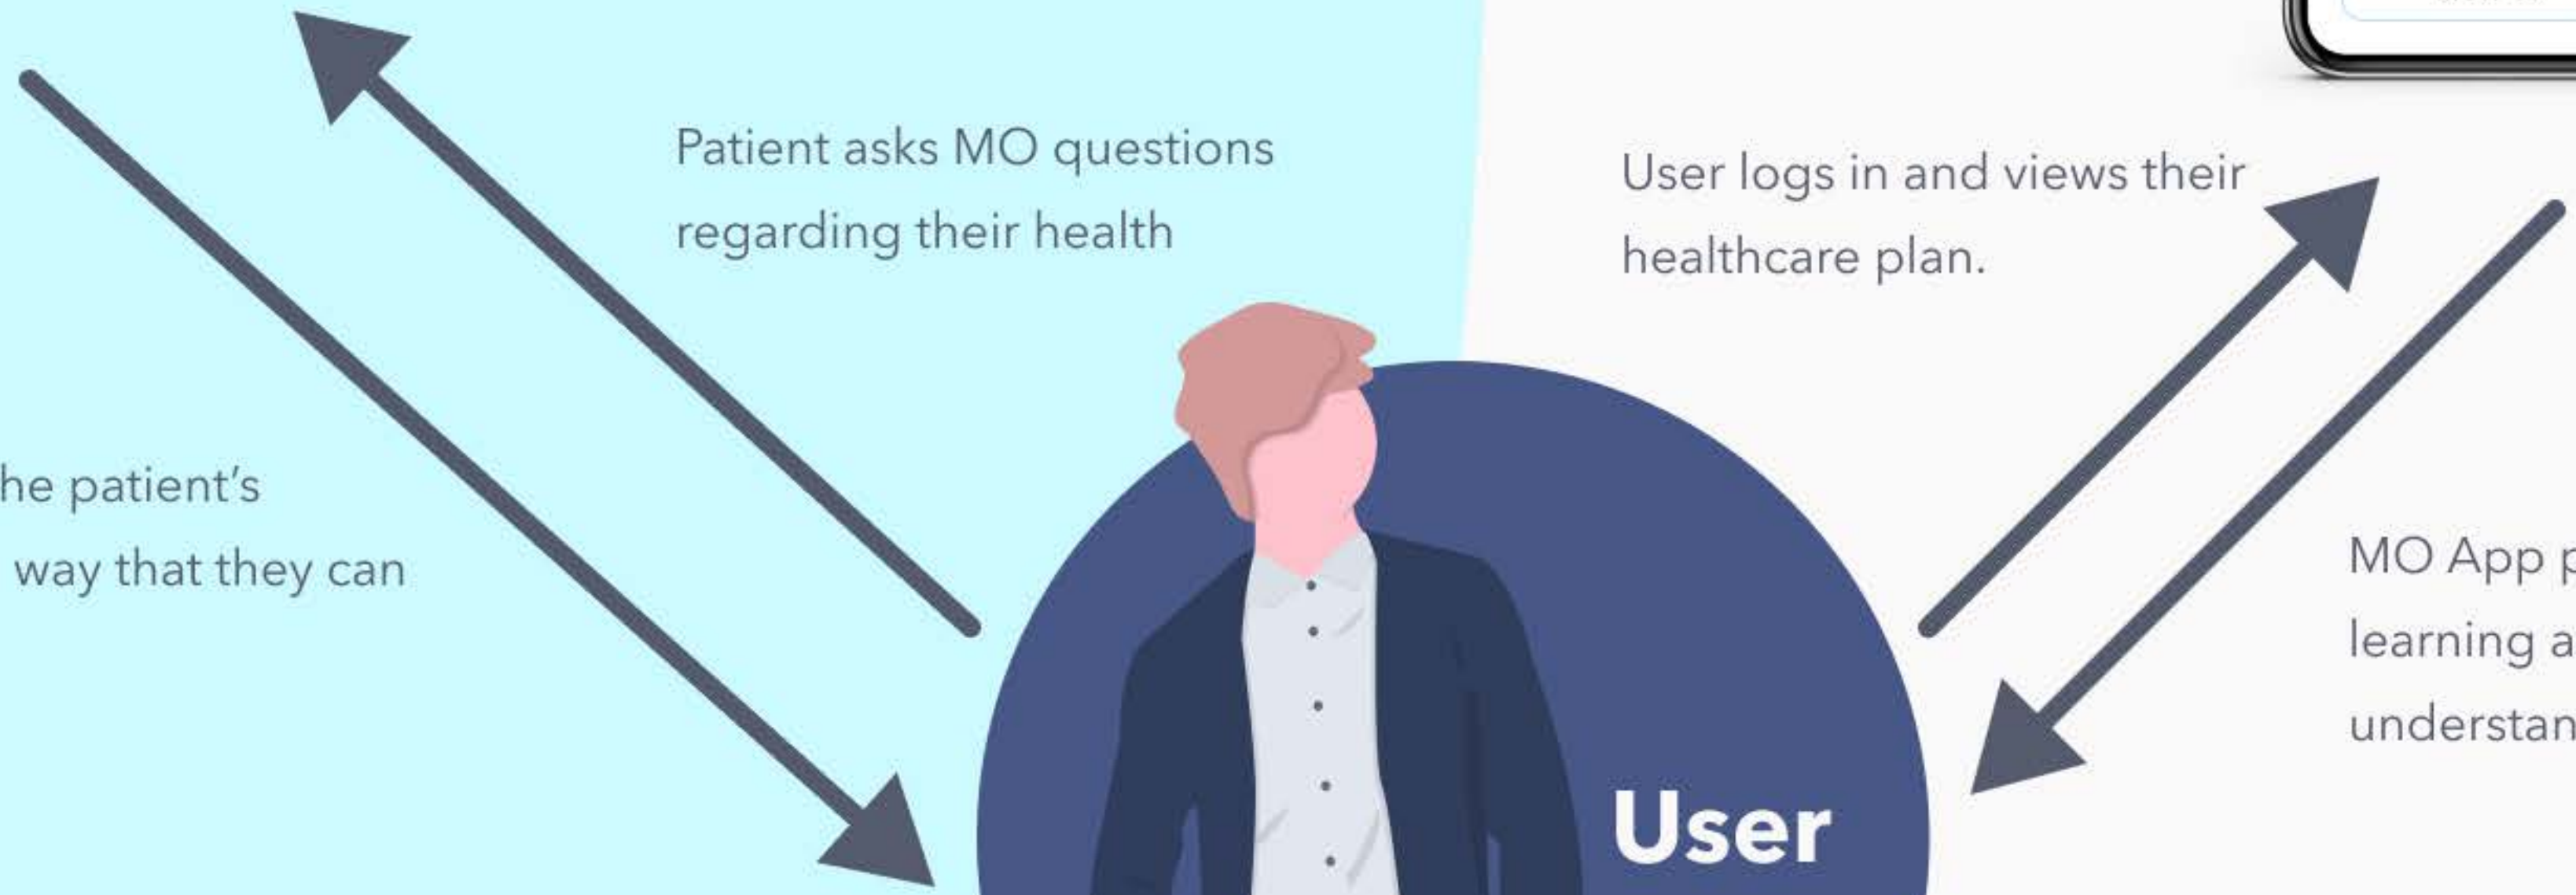 Patient asks MO questions
regarding their health
User logs in and views their
healthcare plan.
he patient's
way that they can
MO App
learning
understan
User